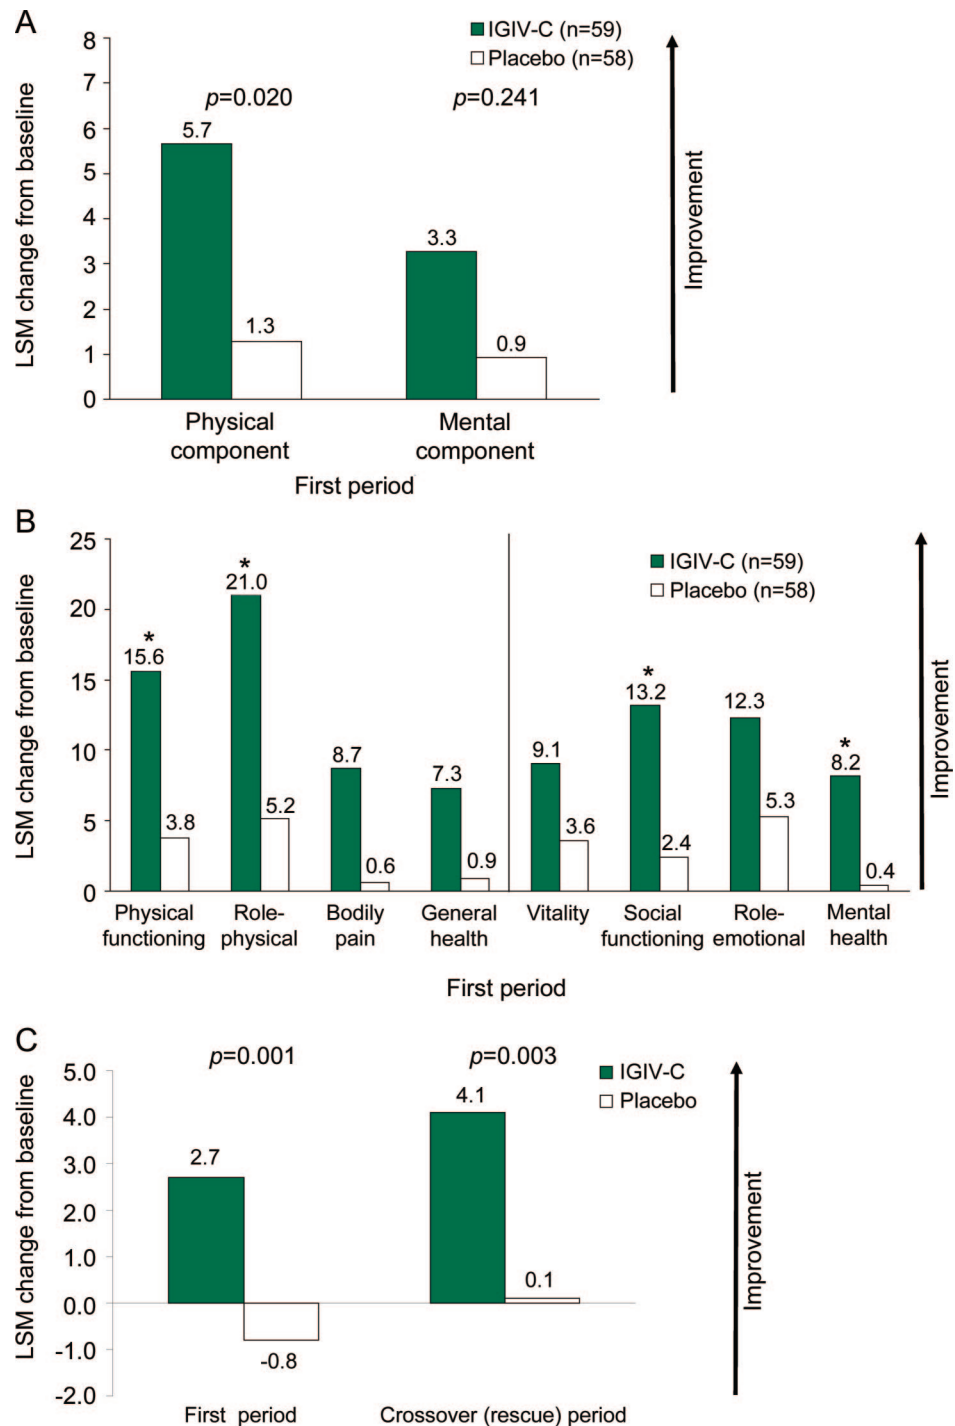 A
IGIV-C (n=59)
Placebo (n=58)
p=0.020
p=0.241
LSM change from baseline
8
7
6
5
4
3
2
1
0
5.7
1.3
3.3
0.9
Improvement
Physical
component
Mental
component
First period
B
IGIV-C (n=59)
Placebo (n=58)
LSM change from baseline
25
20
15
10
5
0
*
15.6
3.8
*
21.0
5.2
8.7
0.6
7.3
0.9
9.1
3.6
*
13.2
2.4
12.3
5.3
*
8.2
0.4
Improvement
Physical
functioning
Role-
physical
Bodily
pain
General
health
Vitality
Social
functioning
Role-
emotional
Mental
health
First period
C
p=0.001
p=0.003
IGIV-C
Placebo
LSM change from baseline
5.0
4.0
3.0
2.0
1.0
0.0
-1.0
-2.0
2.7
-0.8
4.1
0.1
Improvement
First period
Crossover (rescue) period